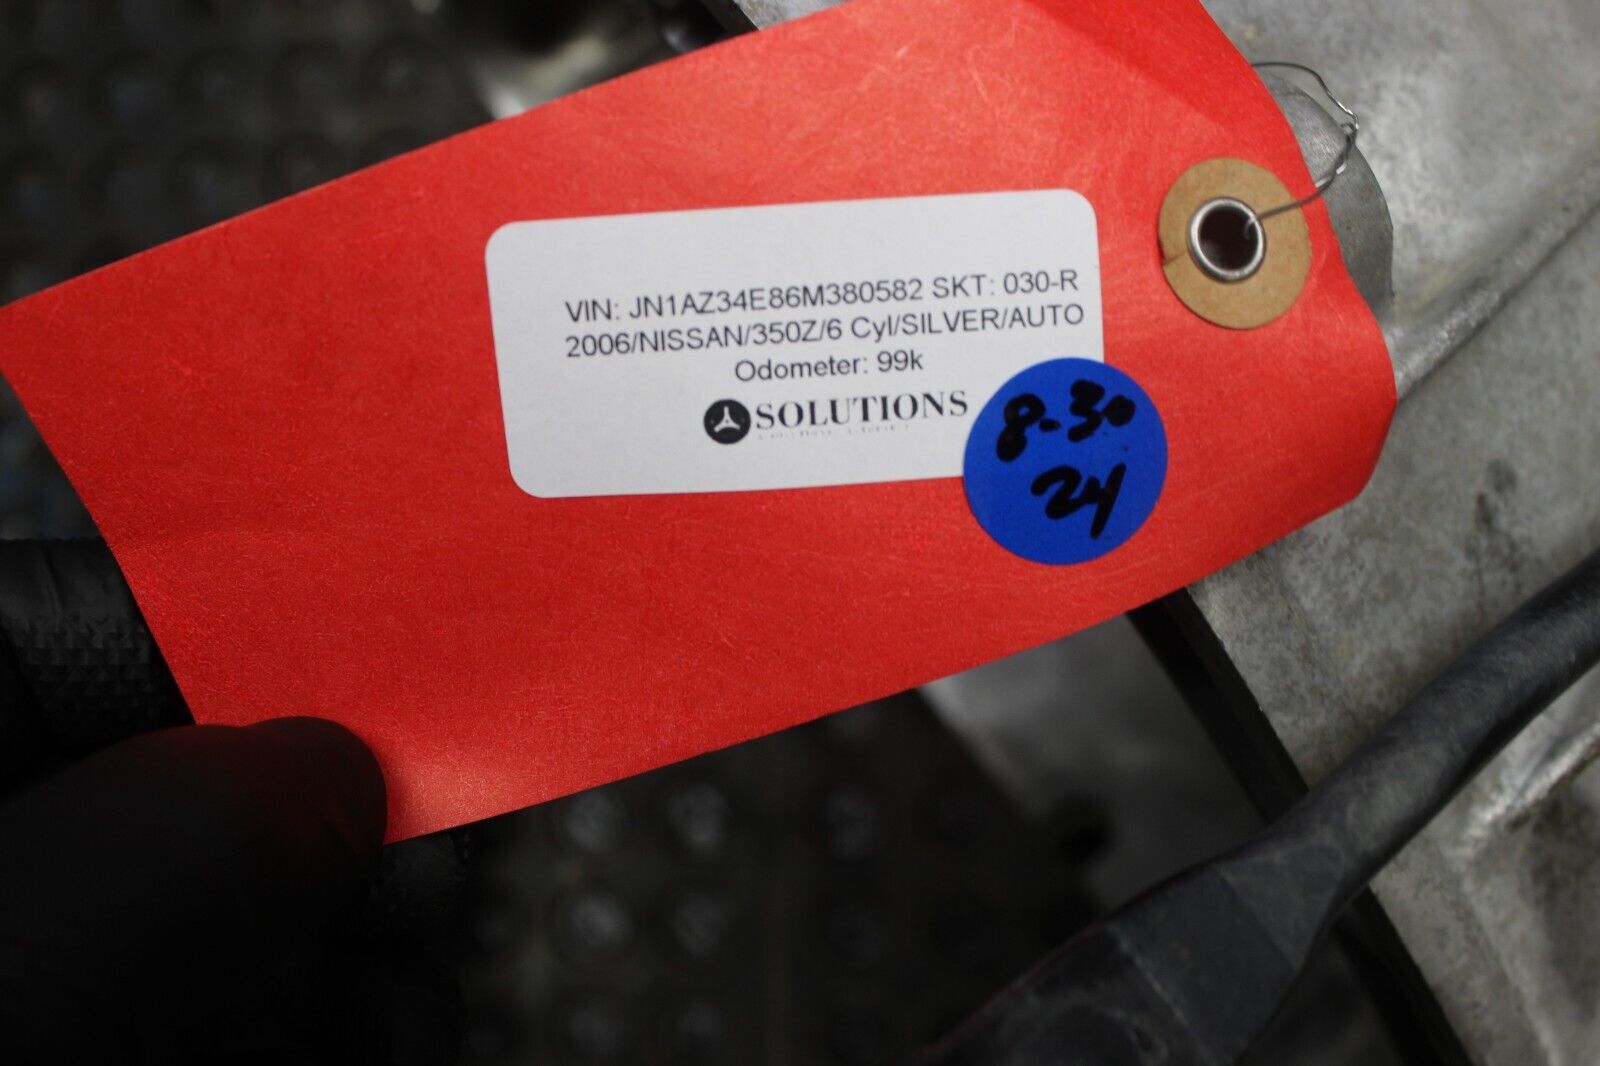 VIN: JN1AZ34E86M380582 SKT: 030-R
2006/NISSAN/350Z/6 Cyl/SILVER/AUTO
Odometer: 99k
SOLUTIONS
8-30
24